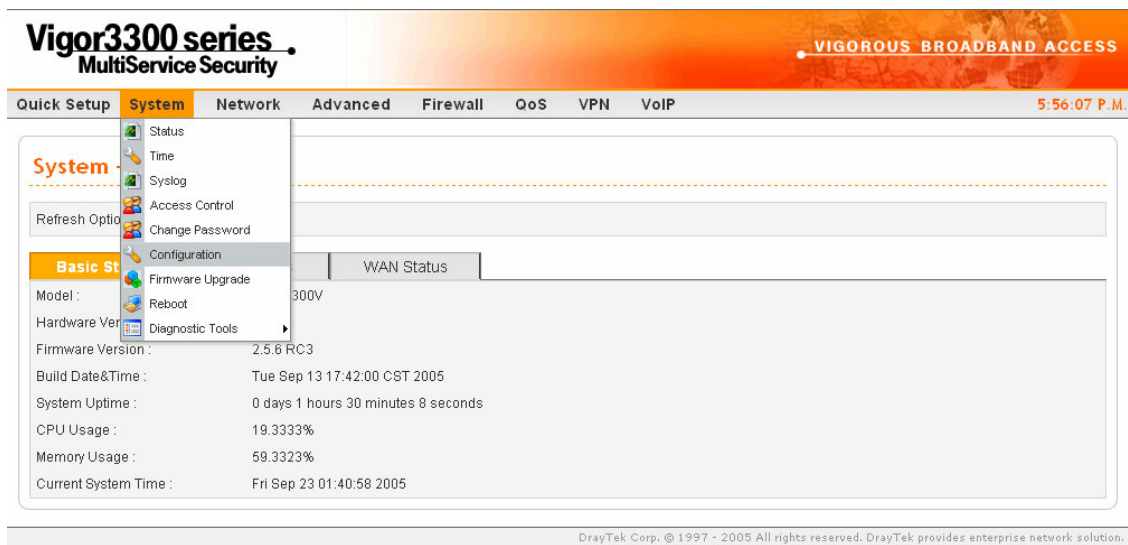 Vigor3300 series
MultiService Security
VIGOROUS BROADBAND ACCESS
Quick Setup System Network Advanced Firewall QoS VPN VoIP 5:56:07 P.M.
Status
Time
Syslog
Access Control
Change Password
Configuration
Firmware Upgrade
Reboot
Diagnostic Tools
System -
Refresh Optio
Basic St WAN Status
Model : 300V
Hardware Ver
Firmware Version : 2.5.6 RC3
Build Date&Time : Tue Sep 13 17:42:00 CST 2005
System Uptime : 0 days 1 hours 30 minutes 8 seconds
CPU Usage : 19.3333%
Memory Usage : 59.3323%
Current System Time : Fri Sep 23 01:40:58 2005
DrayTek Corp. © 1997 - 2005 All rights reserved. DrayTek provides enterprise network solution.